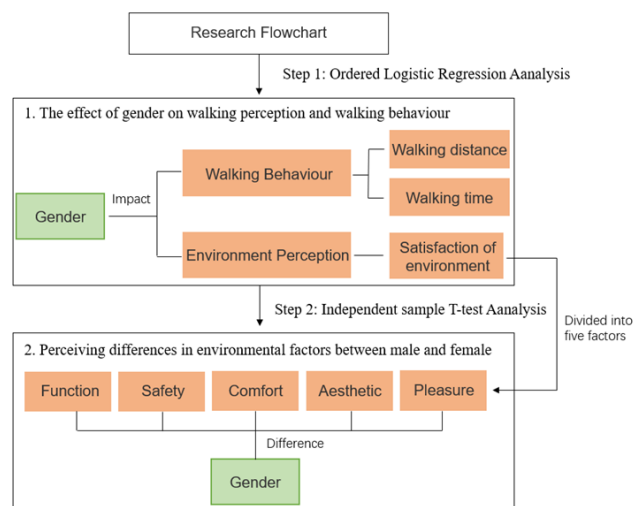 Research Flowchart
Step 1: Ordered Logistic Regression Aanalysis
1. The effect of gender on walking perception and walking behaviour
Gender
Impact
Walking Behaviour
Walking distance
Walking time
Environment Perception
Satisfaction of
environment
Step 2: Independent sample T-test Aanalysis
Divided into
five factors
2. Perceiving differences in environmental factors between male and female
Function
Safety
Comfort
Aesthetic
Pleasure
Difference
Gender